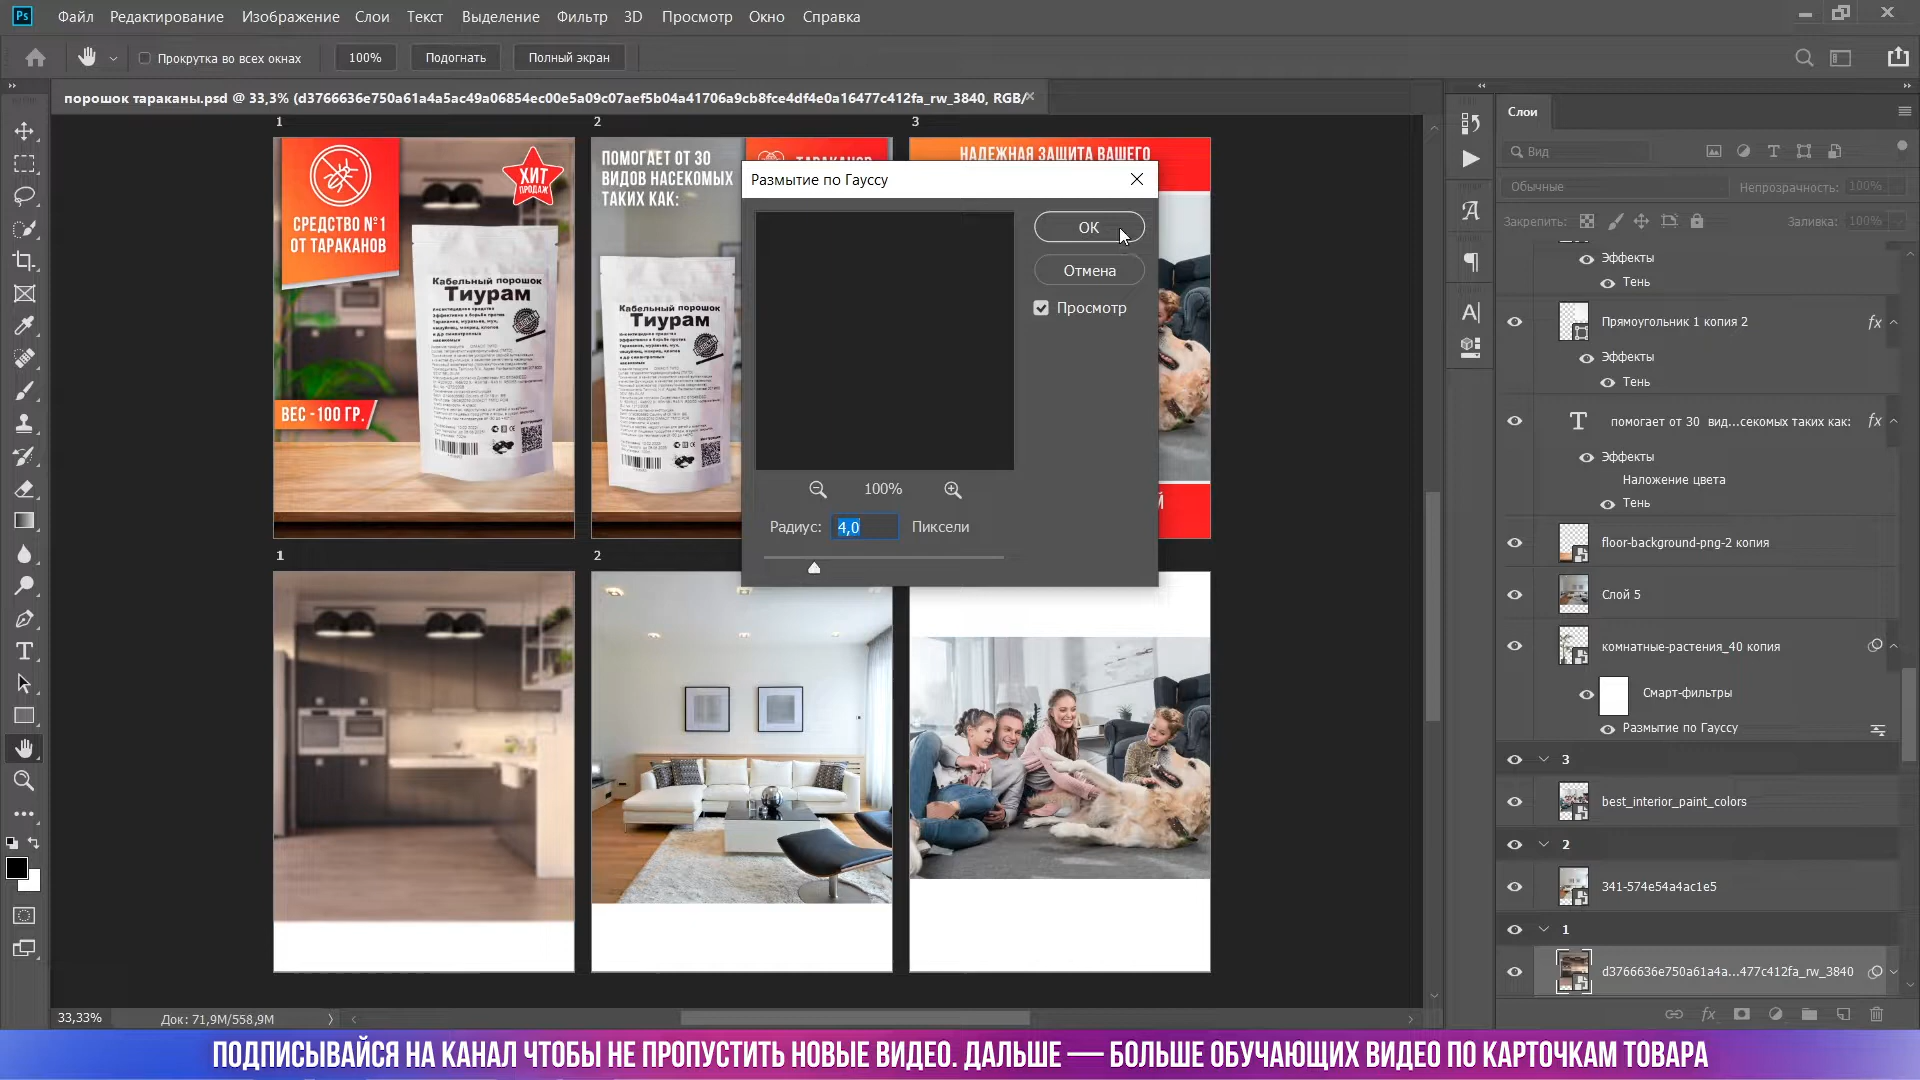 Ps Файл Редактирование Изображение Слои Текст Выделение Фильтр 3D Просмотр Окно Справка
Прокрутка во всех окнах 100% Подогнать Полный экран
порошок тараканы.psd @ 33,3% (d3766636e750a61a4a5ac49a06854ec00e5a09c07aef5b04a41706a9cb8fce4df4e0a16477c412fa_rw_3840, RGB/
1 2 3
СРЕДСТВО №1
ОТ ТАРАКАНОВ
ХИТ
ПРОДАЖ
Кабельный порошок
Тиурам
ВЕС -100 ГР.
ПОМОГАЕТ ОТ 30
ВИДОВ НАСЕКОМЫХ
ТАКИХ КАК:
Кабельный порошок
Тиурам
НАДЕЖНАЯ ЗАЩИТА ВАШЕГО
Размытие по Гауссу
ОК
Отмена
Просмотр
100%
Радиус: 4,0 Пиксели
1 2
33,33% Док: 71,9M/558,9M
Слои
Вид
Обычные Непрозрачность: 100%
Закрепить: Заливка: 100%
Эффекты
Тень
Прямоугольник 1 копия 2 fx
Эффекты
Тень
T помогает от 30 вид...секомых таких как: fx
Эффекты
Наложение цвета
Тень
floor-background-png-2 копия
Слой 5
комнатные-растения_40 копия
Смарт-фильтры
Размытие по Гауссу
3
best_interior_paint_colors
2
341-574e54a4ac1e5
1
d3766636e750a61a4a...477c412fa_rw_3840
fx
ПОДПИСЫВАЙСЯ НА КАНАЛ ЧТОБЫ НЕ ПРОПУСТИТЬ НОВЫЕ ВИДЕО. ДАЛЬШЕ — БОЛЬШЕ ОБУЧАЮЩИХ ВИДЕО ПО КАРТОЧКАМ ТОВАРА